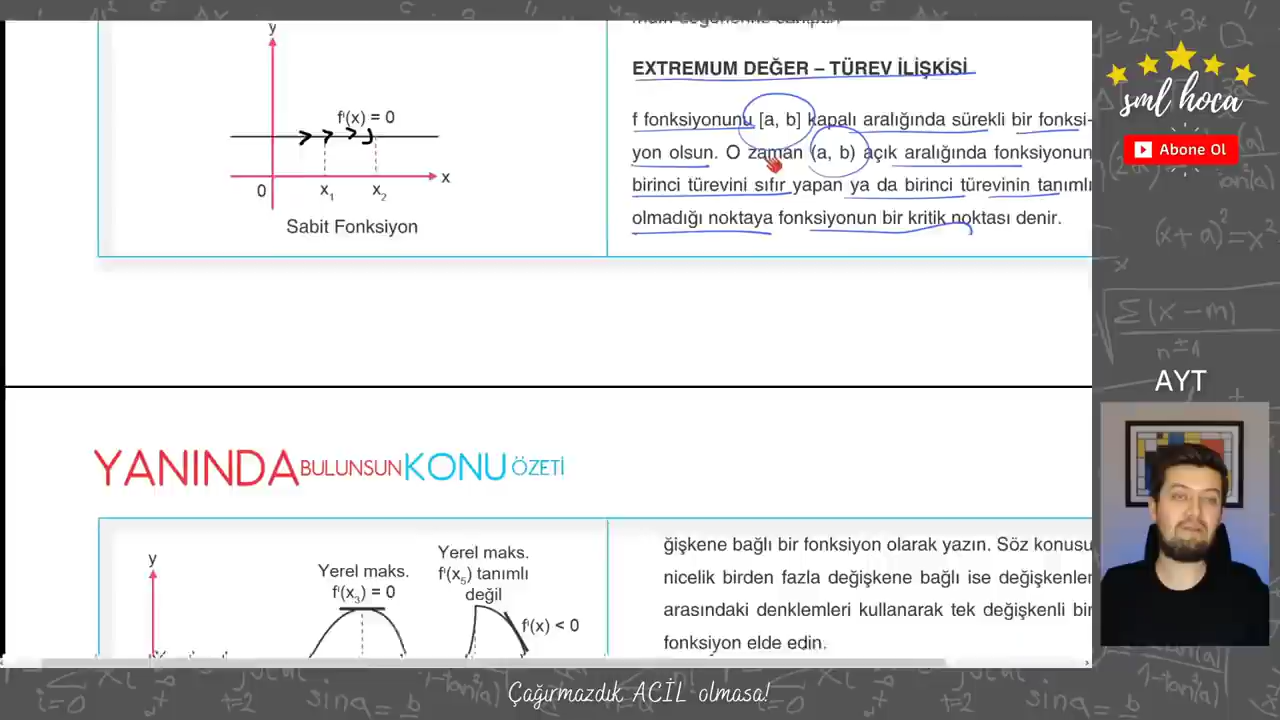 y
f'(x) = 0
0
x₁
x₂
x
Sabit Fonksiyon
EXTREMUM DEĞER – TÜREV İLİŞKİSİ
f fonksiyonunu [a, b] kapalı aralığında sürekli bir fonksi-
yon olsun. O zaman (a, b) açık aralığında fonksiyonun
birinci türevini sıfır yapan ya da birinci türevinin tanımlı
olmadığı noktaya fonksiyonun bir kritik noktası denir.
YANINDA BULUNSUN KONU ÖZETİ
y
Yerel maks.
f'(x₃) = 0
Yerel maks.
f'(x₅) tanımlı
değil
f'(x) < 0
ğişkene bağlı bir fonksiyon olarak yazın. Söz konusu
nicelik birden fazla değişkene bağlı ise değişkenler
arasındaki denklemleri kullanarak tek değişkenli bir
fonksiyon elde edin.
sml hoca
Abone Ol
(x + a)² = x²
Σ(x – m)
AYT
Çağırmazdık ACİL olmasa!